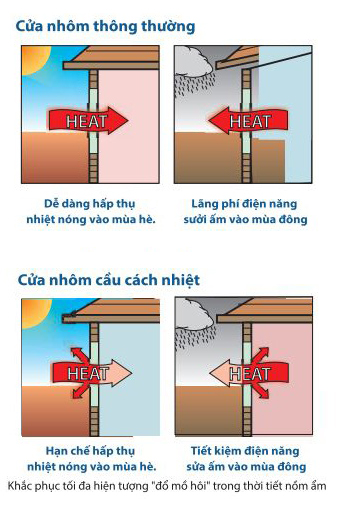 Cửa nhôm thông thường
HEAT
HEAT
Dễ dàng hấp thụ
nhiệt nóng vào mùa hè.
Lãng phí điện năng
sưởi ấm vào mùa đông
Cửa nhôm cầu cách nhiệt
HEAT
HEAT
Hạn chế hấp thụ
nhiệt nóng vào mùa hè.
Tiết kiệm điện năng
sửa ấm vào mùa đông
Khắc phục tối đa hiện tượng "đổ mồ hôi" trong thời tiết nồm ẩm